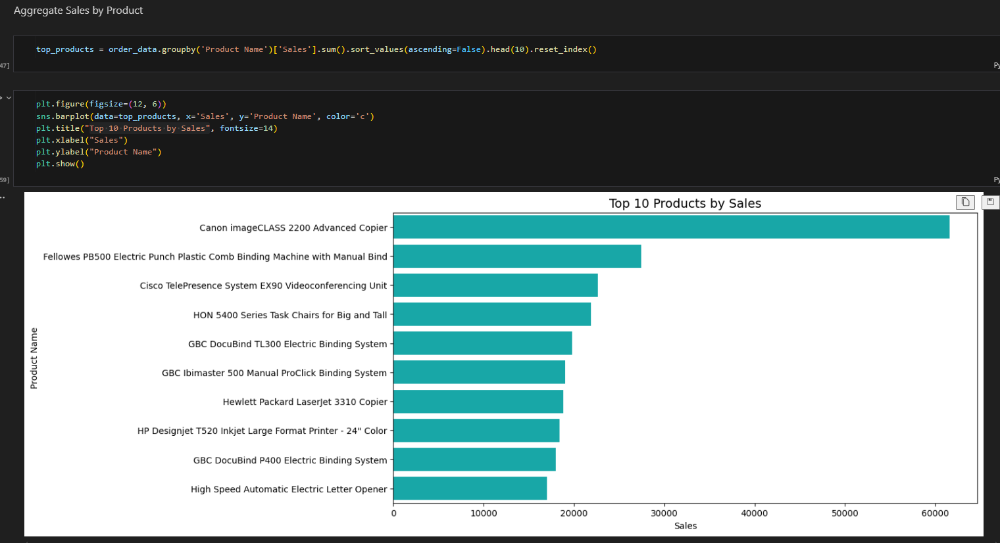 Aggregate Sales by Product
top_products = order_data.groupby('Product Name')['Sales'].sum().sort_values(ascending=False).head(10).reset_index()
47]
Py
plt.figure(figsize=(12, 6))
sns.barplot(data=top_products, x='Sales', y='Product Name', color='c')
plt.title("Top 10 Products by Sales", fontsize=14)
plt.xlabel("Sales")
plt.ylabel("Product Name")
plt.show()
59]
Py
Top 10 Products by Sales
Product Name
Canon imageCLASS 2200 Advanced Copier
Fellowes PB500 Electric Punch Plastic Comb Binding Machine with Manual Bind
Cisco TelePresence System EX90 Videoconferencing Unit
HON 5400 Series Task Chairs for Big and Tall
GBC DocuBind TL300 Electric Binding System
GBC Ibimaster 500 Manual ProClick Binding System
Hewlett Packard LaserJet 3310 Copier
HP Designjet T520 Inkjet Large Format Printer - 24" Color
GBC DocuBind P400 Electric Binding System
High Speed Automatic Electric Letter Opener
0 10000 20000 30000 40000 50000 60000
Sales